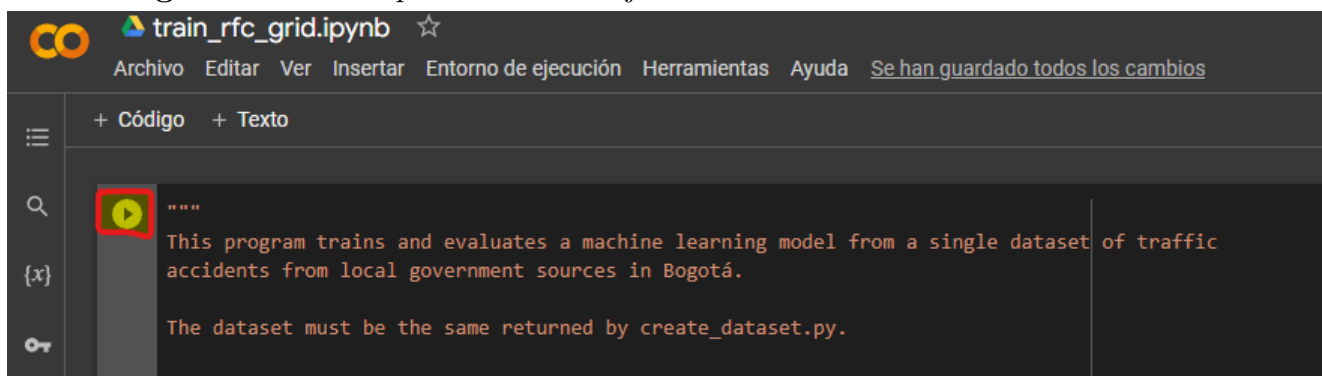 train_rfc_grid.ipynb
Archivo Editar Ver Insertar Entorno de ejecución Herramientas Ayuda Se han guardado todos los cambios
+ Código + Texto
"""
This program trains and evaluates a machine learning model from a single dataset of traffic
accidents from local government sources in Bogotá.
{x}
The dataset must be the same returned by create_dataset.py.